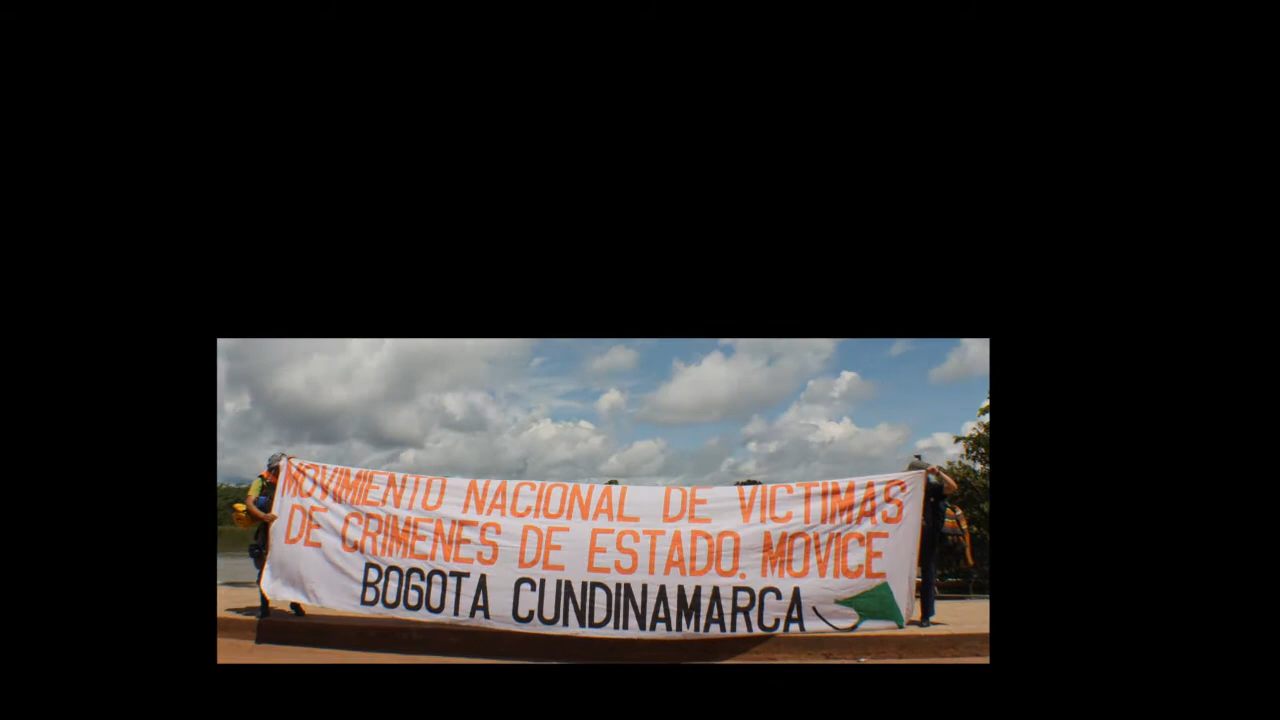 MOVIMIENTO NACIONAL DE VICTIMAS
DE CRIMENES DE ESTADO. MOVICE
BOGOTA CUNDINAMARCA